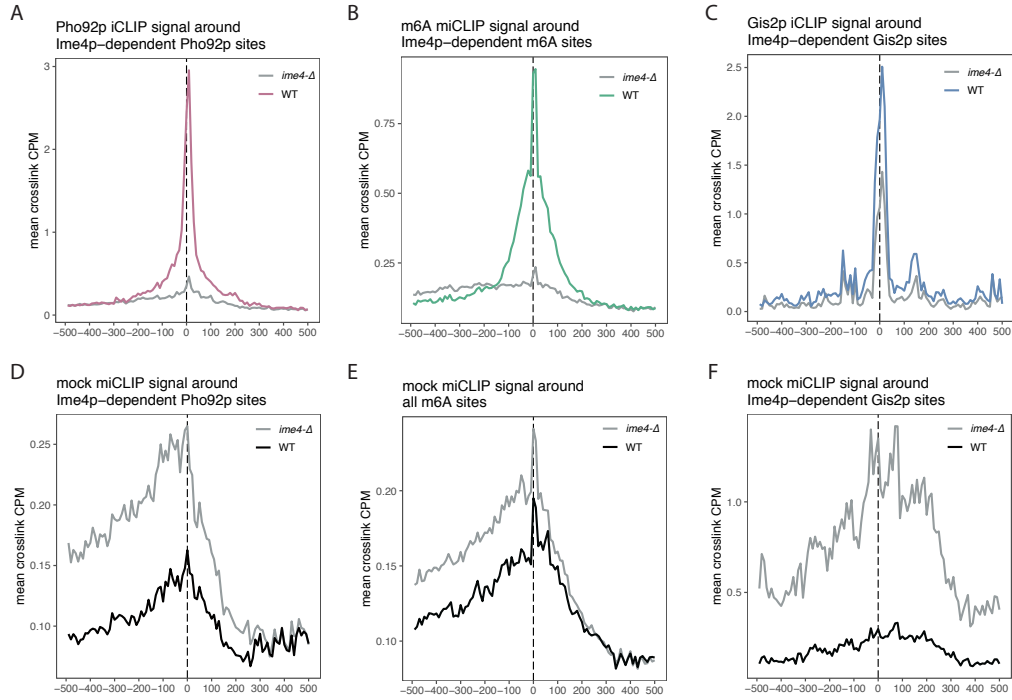 A
Pho92p iCLIP signal around
Ime4p−dependent Pho92p sites
ime4-Δ
WT
mean crosslink CPM
3
2
1
0
−500 −400 −300 −200 −100 0 100 200 300 400 500
B
m6A miCLIP signal around
Ime4p−dependent m6A sites
ime4-Δ
WT
mean crosslink CPM
0.75
0.50
0.25
−500 −400 −300 −200 −100 0 100 200 300 400 500
C
Gis2p iCLIP signal around
Ime4p−dependent Gis2p sites
ime4-Δ
WT
mean crosslink CPM
2.5
2.0
1.5
1.0
0.5
0.0
−500 −400 −300 −200 −100 0 100 200 300 400 500
D
mock miCLIP signal around
Ime4p−dependent Pho92p sites
ime4-Δ
WT
mean crosslink CPM
0.25
0.20
0.15
0.10
−500 −400 −300 −200 −100 0 100 200 300 400 500
E
mock miCLIP signal around
all m6A sites
ime4-Δ
WT
mean crosslink CPM
0.20
0.15
0.10
−500 −400 −300 −200 −100 0 100 200 300 400 500
F
mock miCLIP signal around
Ime4p−dependent Gis2p sites
ime4-Δ
WT
mean crosslink CPM
1.0
0.5
−500 −400 −300 −200 −100 0 100 200 300 400 500